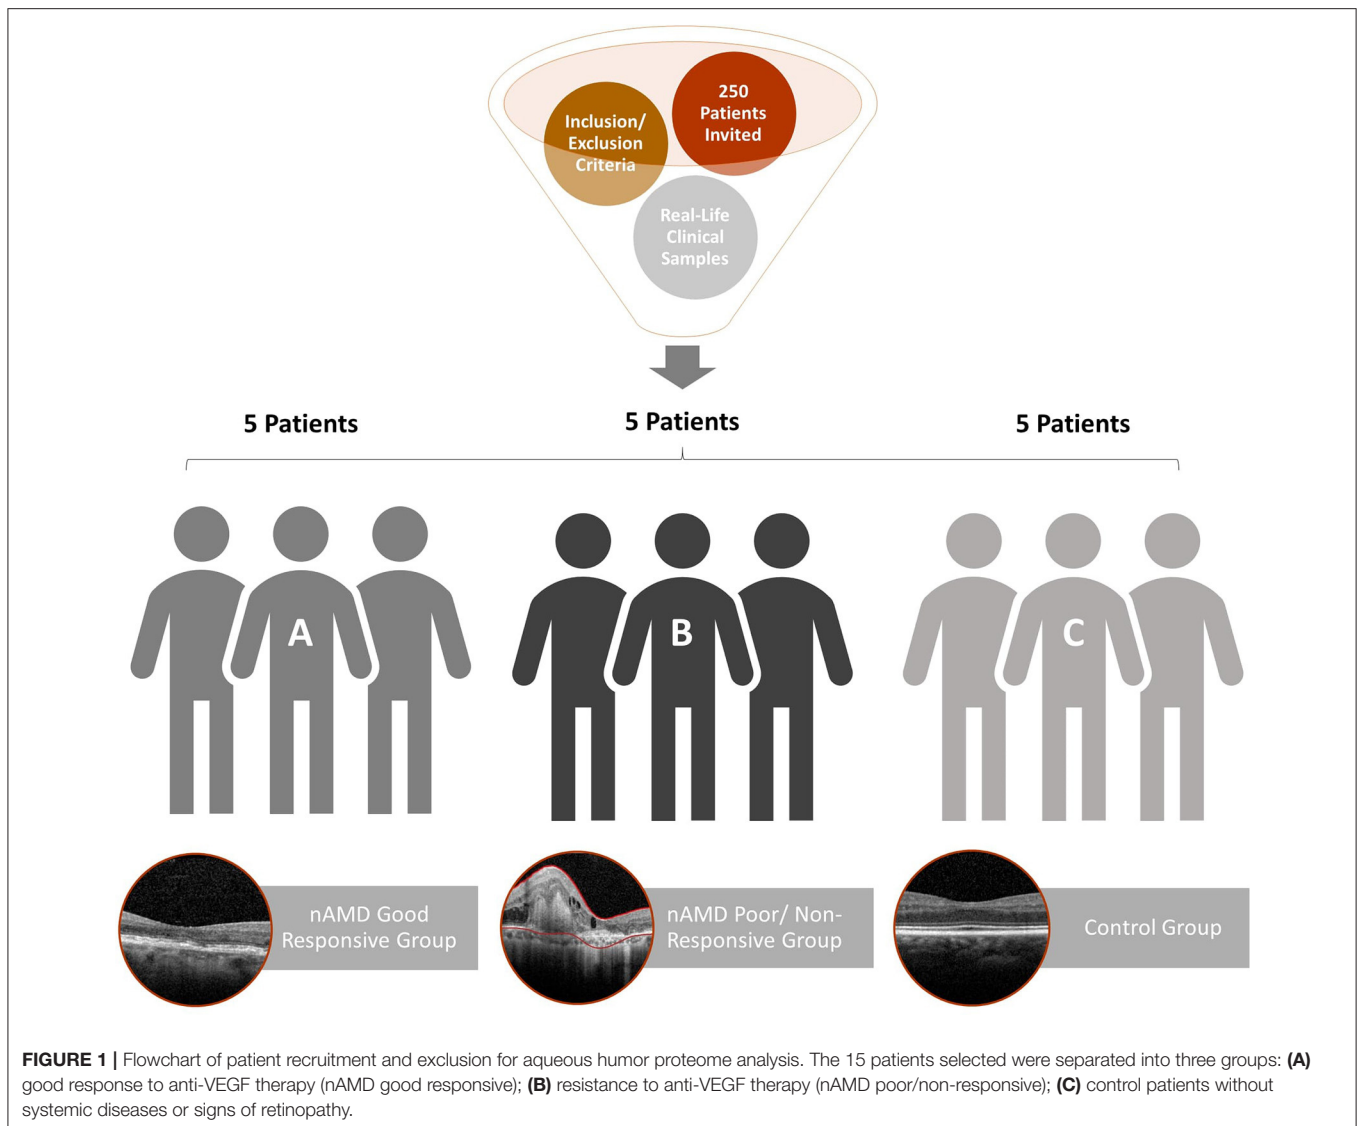 250
Patients
Invited
Inclusion/
Exclusion
Criteria
Real-Life
Clinical
Samples
5 Patients
5 Patients
5 Patients
A
B
C
nAMD Good
Responsive Group
nAMD Poor/ Non-
Responsive Group
Control Group
FIGURE 1 | Flowchart of patient recruitment and exclusion for aqueous humor proteome analysis. The 15 patients selected were separated into three groups: (A)
good response to anti-VEGF therapy (nAMD good responsive); (B) resistance to anti-VEGF therapy (nAMD poor/non-responsive); (C) control patients without
systemic diseases or signs of retinopathy.